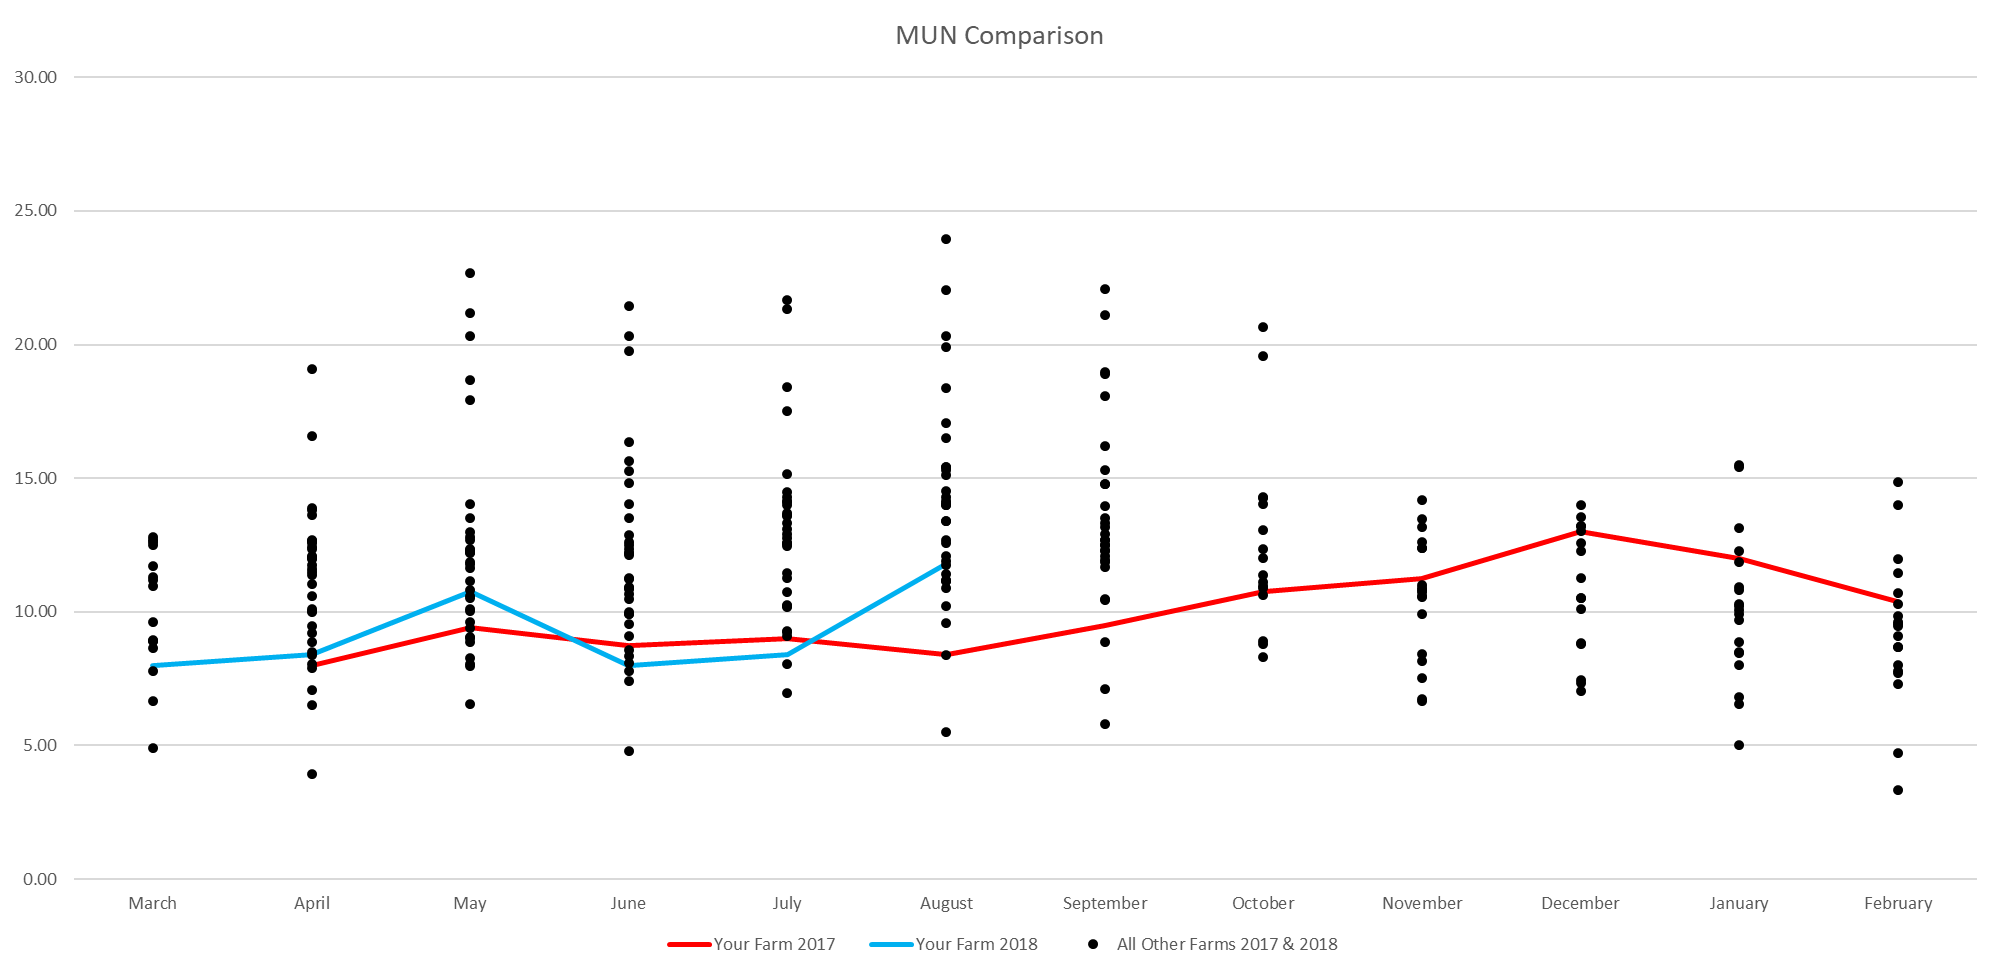 MUN Comparison
30.00
25.00
20.00
15.00
10.00
5.00
0.00
March April May June July August September October November December January February
Your Farm 2017 Your Farm 2018 All Other Farms 2017 & 2018